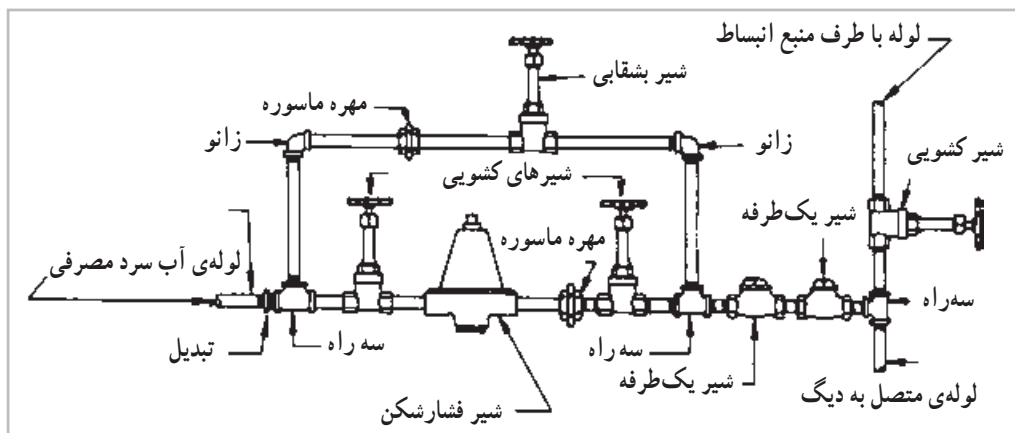 لوله با طرف منبع انبساط
شیر بشقابی
مهره ماسوره
زانو
زانو
شیر کشویی
شیرهای کشویی
شیر یک‌طرفه
مهره ماسوره
لوله‌ی آب سرد مصرفی
سه‌راه
تبدیل
سه راه
سه راه
شیر یک‌طرفه
لوله‌ی متصل به دیگ
شیر فشارشکن